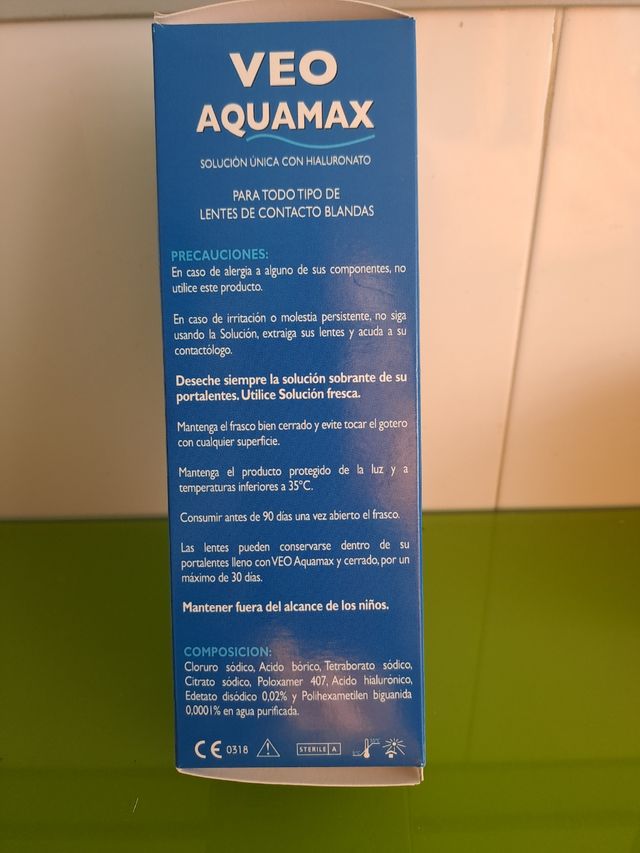 VEO
AQUAMAX
SOLUCIÓN ÚNICA CON HIALURONATO
PARA TODO TIPO DE
LENTES DE CONTACTO BLANDAS
PRECAUCIONES:
En caso de alergia a alguno de sus componentes, no
utilice este producto.
En caso de irritación o molestia persistente, no siga
usando la Solución, extraiga sus lentes y acuda a su
contactólogo.
Deseche siempre la solución sobrante de su
portalentes. Utilice Solución fresca.
Mantenga el frasco bien cerrado y evite tocar el gotero
con cualquier superficie.
Mantenga el producto protegido de la luz y a
temperaturas inferiores a 35°C.
Consumir antes de 90 días una vez abierto el frasco.
Las lentes pueden conservarse dentro de su
portalentes lleno con VEO Aquamax y cerrado, por un
máximo de 30 días.
Mantener fuera del alcance de los niños.
COMPOSICION:
Cloruro sódico, Acido bórico, Tetraborato sódico,
Citrato sódico, Poloxamer 407, Acido hialurónico,
Edetato disódico 0,02% y Polihexametilen biguanida
0,0001% en agua purificada.
CE 0318 STERILE A